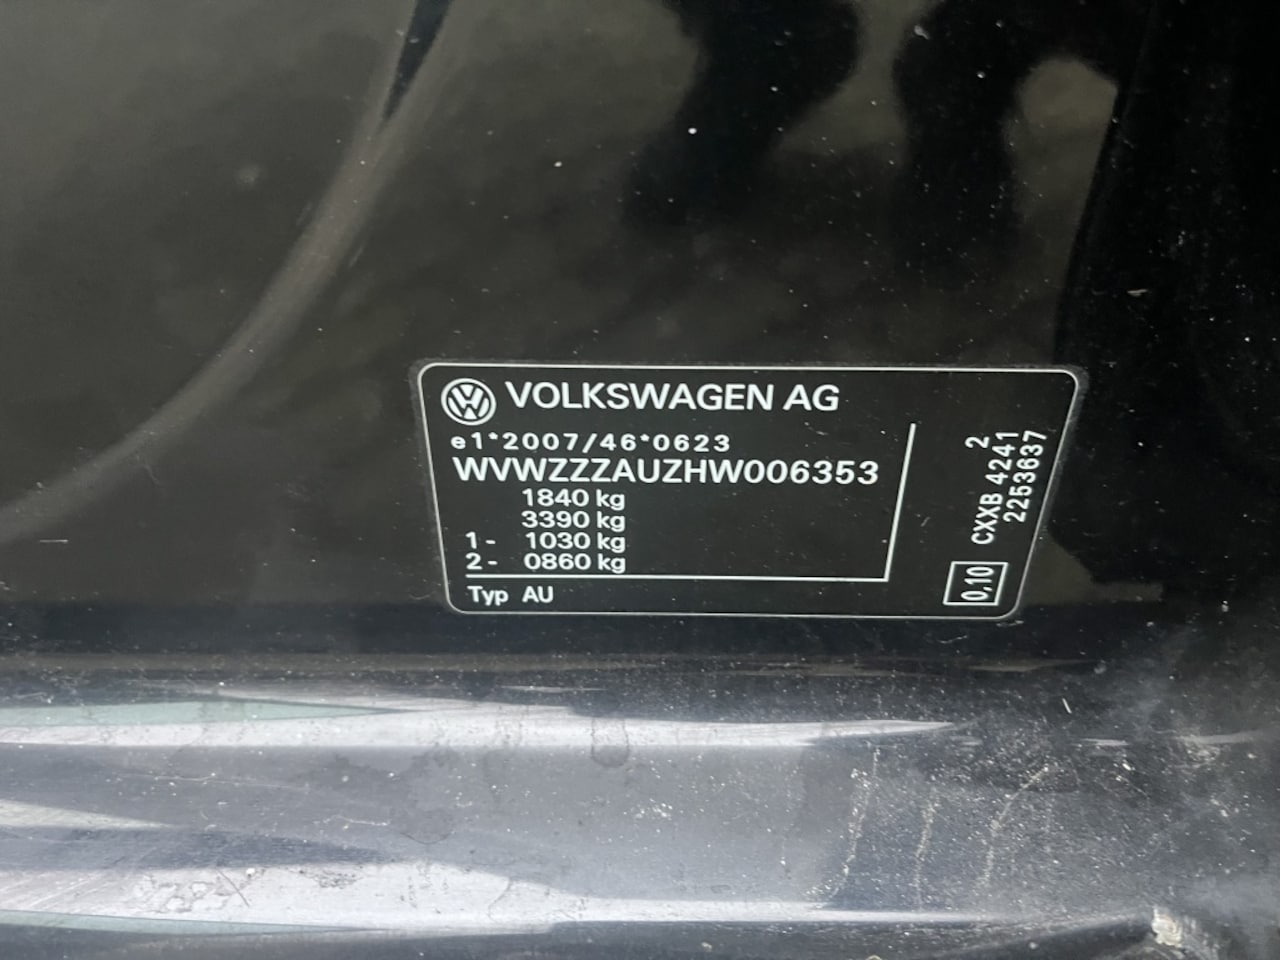 VOLKSWAGEN AG
e1*2007/46*0623
WVWZZZAUZHW006353
1840 kg
3390 kg
1 - 1030 kg
2 - 0860 kg
Typ AU
2
CXXB 4241
2253637
0,10